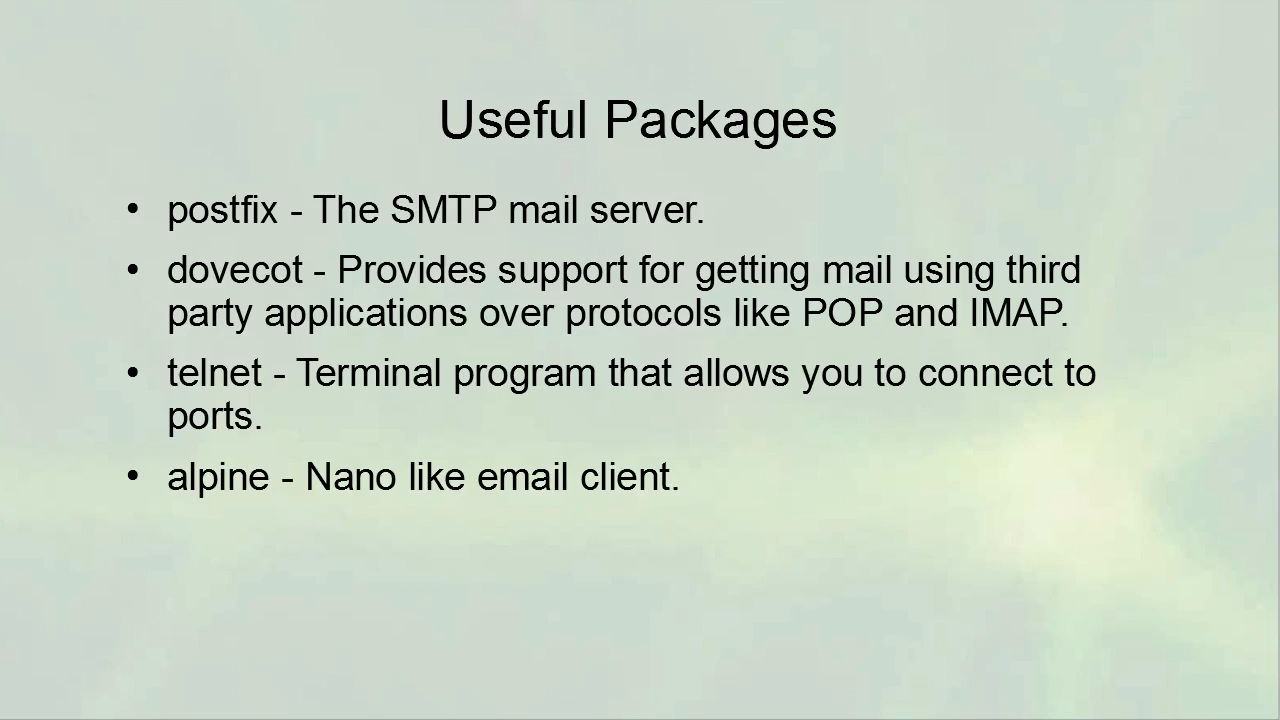 Useful Packages
• postfix - The SMTP mail server.
• dovecot - Provides support for getting mail using third
party applications over protocols like POP and IMAP.
• telnet - Terminal program that allows you to connect to
ports.
• alpine - Nano like email client.